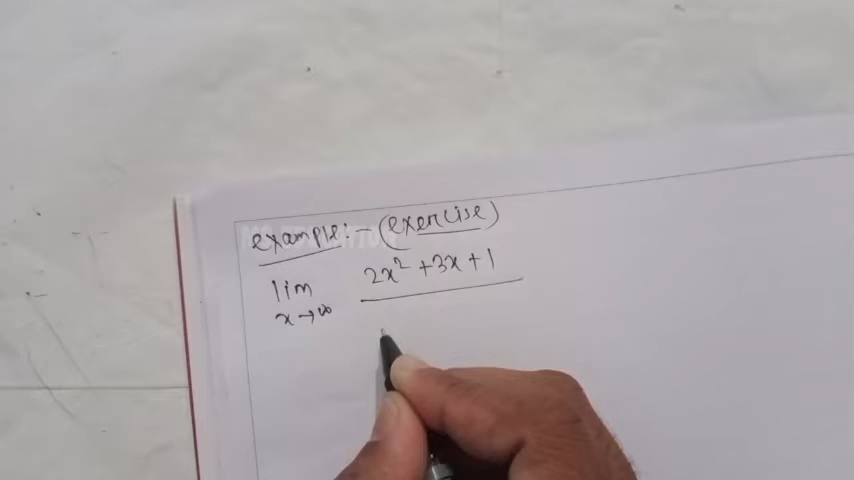 example:- (exercise)
lim 2x² +3x +1
x→∞